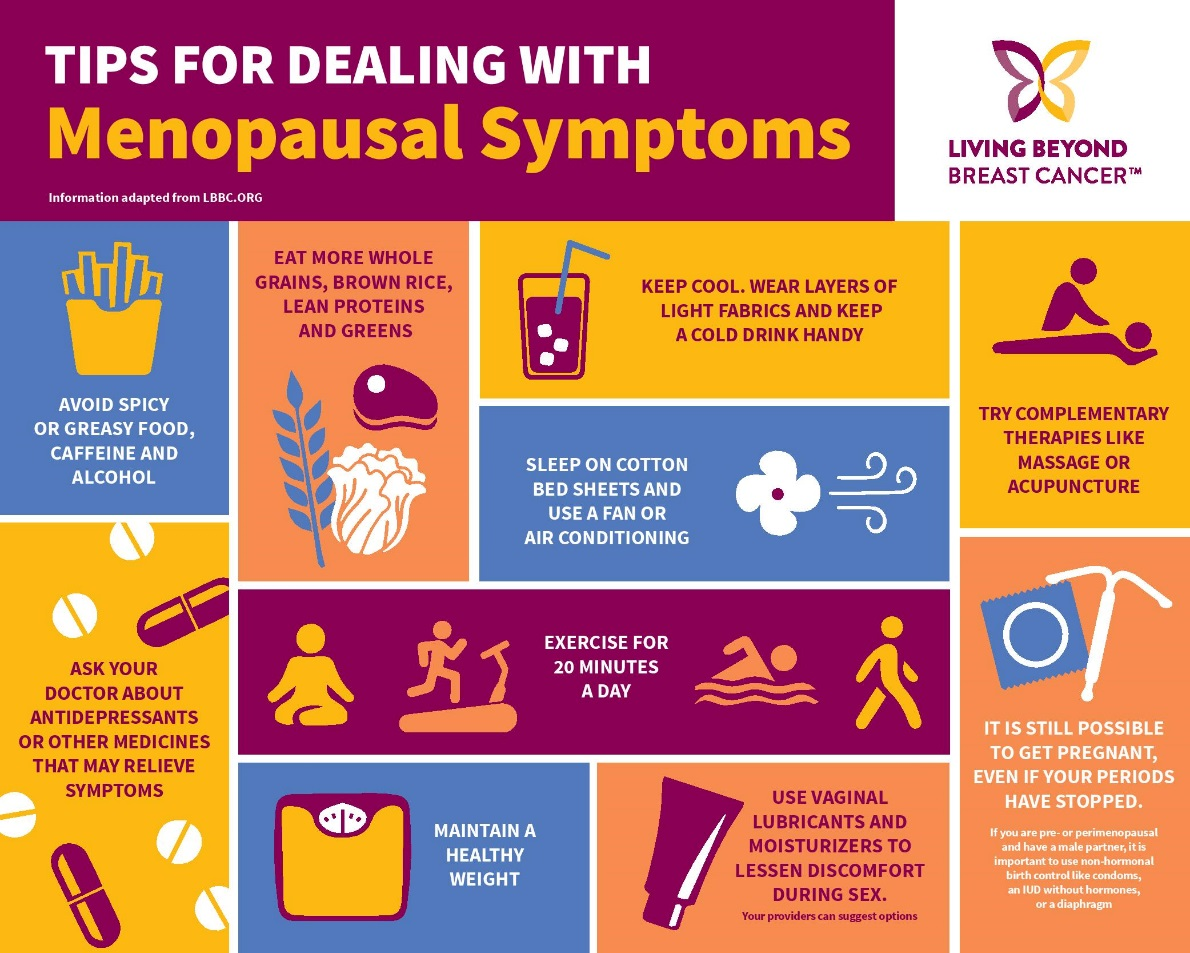 TIPS FOR DEALING WITH
Menopausal Symptoms
Information adapted from LBBC.ORG
LIVING BEYOND
BREAST CANCER™
AVOID SPICY
OR GREASY FOOD,
CAFFEINE AND
ALCOHOL
EAT MORE WHOLE
GRAINS, BROWN RICE,
LEAN PROTEINS
AND GREENS
KEEP COOL. WEAR LAYERS OF
LIGHT FABRICS AND KEEP
A COLD DRINK HANDY
SLEEP ON COTTON
BED SHEETS AND
USE A FAN OR
AIR CONDITIONING
TRY COMPLEMENTARY
THERAPIES LIKE
MASSAGE OR
ACUPUNCTURE
ASK YOUR
DOCTOR ABOUT
ANTIDEPRESSANTS
OR OTHER MEDICINES
THAT MAY RELIEVE
SYMPTOMS
EXERCISE FOR
20 MINUTES
A DAY
MAINTAIN A
HEALTHY
WEIGHT
USE VAGINAL
LUBRICANTS AND
MOISTURIZERS TO
LESSEN DISCOMFORT
DURING SEX.
Your providers can suggest options
IT IS STILL POSSIBLE
TO GET PREGNANT,
EVEN IF YOUR PERIODS
HAVE STOPPED.
If you are pre- or perimenopausal
and have a male partner, it is
important to use non-hormonal
birth control like condoms,
an IUD without hormones,
or a diaphragm